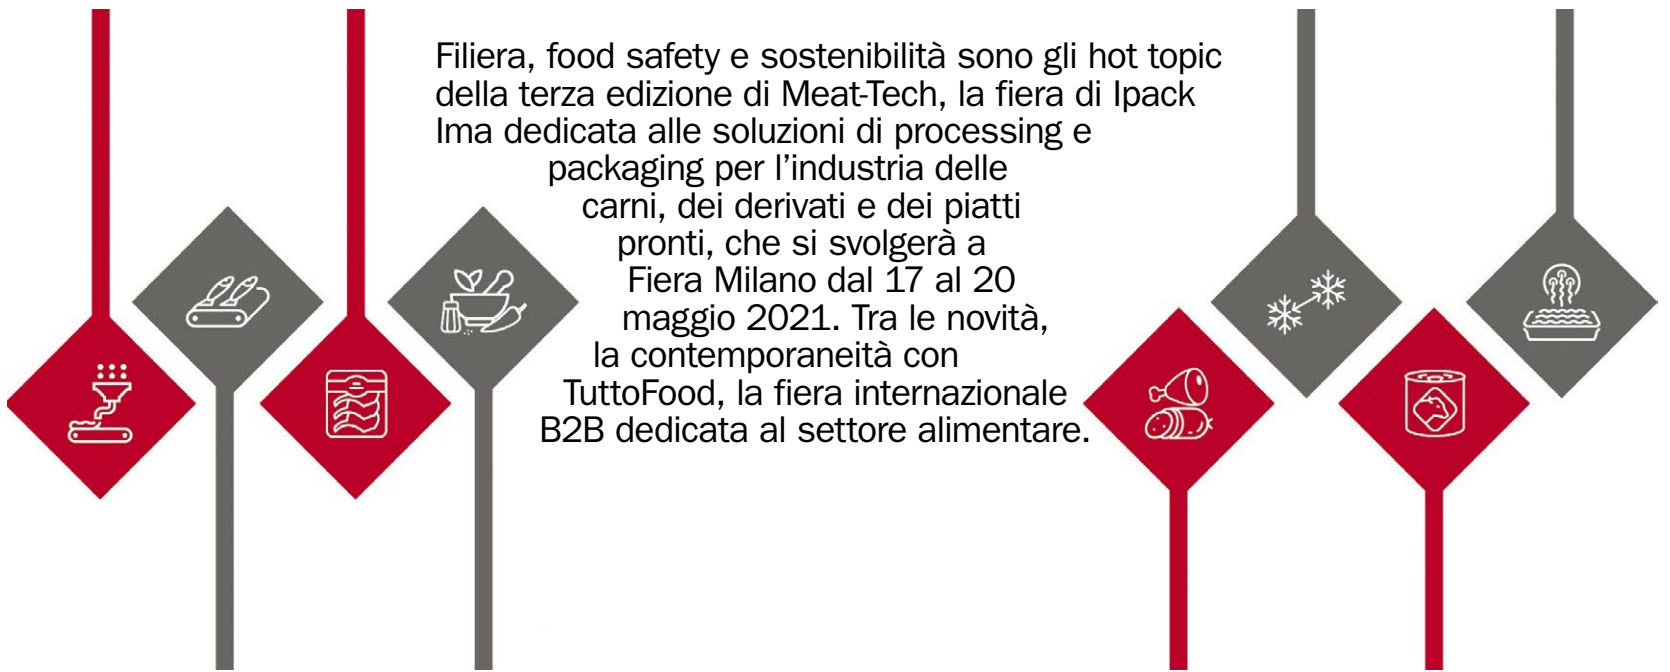 Filiera, food safety e sostenibilità sono gli hot topic
della terza edizione di Meat-Tech, la fiera di Ipack
Ima dedicata alle soluzioni di processing e
packaging per l’industria delle
carni, dei derivati e dei piatti
pronti, che si svolgerà a
Fiera Milano dal 17 al 20
maggio 2021. Tra le novità,
la contemporaneità con
TuttoFood, la fiera internazionale
B2B dedicata al settore alimentare.